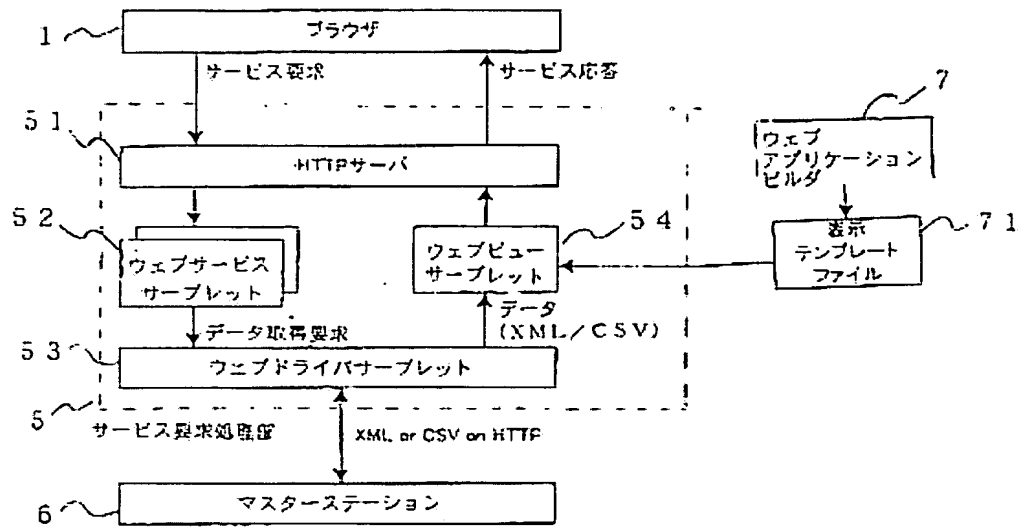 1
ブラウザ
サービス要求
サービス応答
51
HTTPサーバ
7
ウェブ
アプリケーション
ビルダ
52
ウェブサービス
サーブレット
54
ウェブビュー
サーブレット
71
表示
テンプレート
ファイル
データ取得要求
データ
(XML/CSV)
53
ウェブドライバサーブレット
5
サービス要求処理部
XML or CSV on HTTP
6
マスターステーション